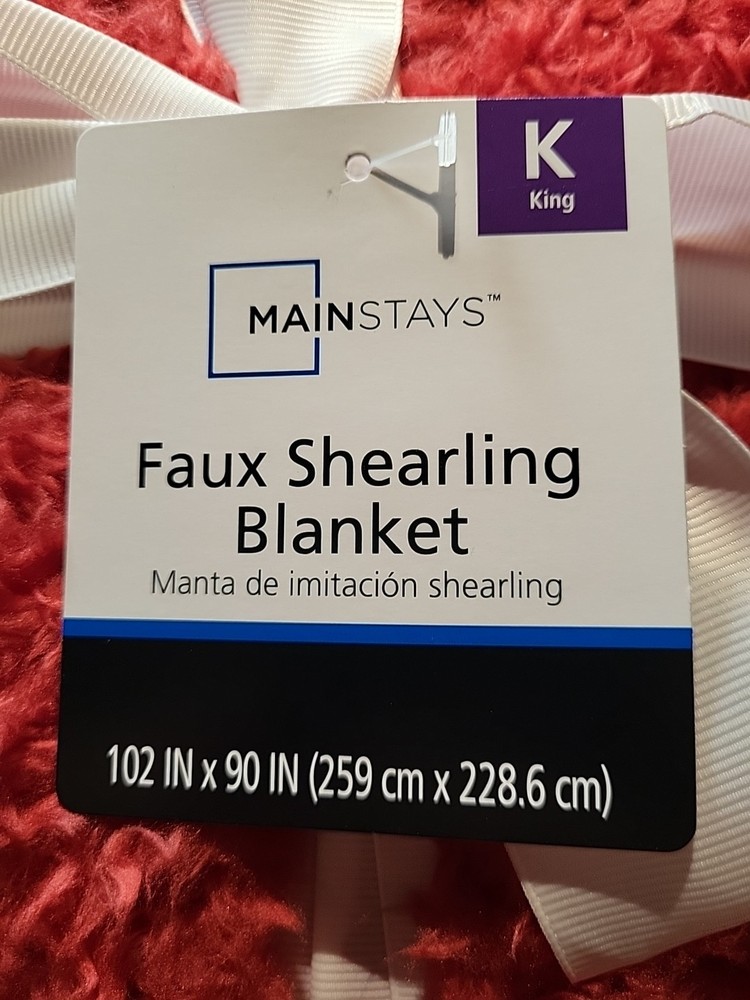 K
King
MAINSTAYS™
Faux Shearling
Blanket
Manta de imitación shearling
102 IN x 90 IN (259 cm x 228.6 cm)